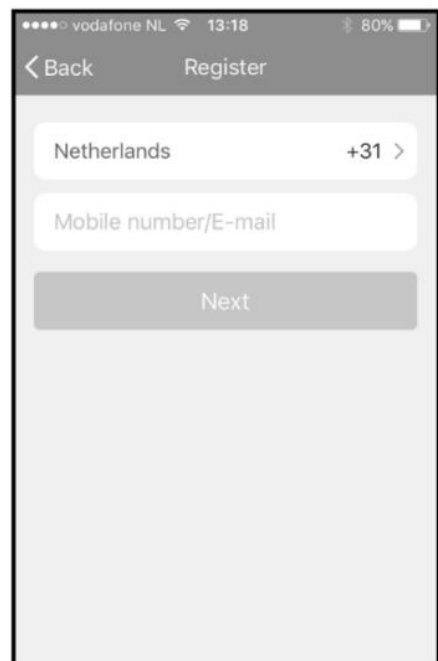 vodafone NL 13:18 80%
Back Register
Netherlands +31
Mobile number/E-mail
Next